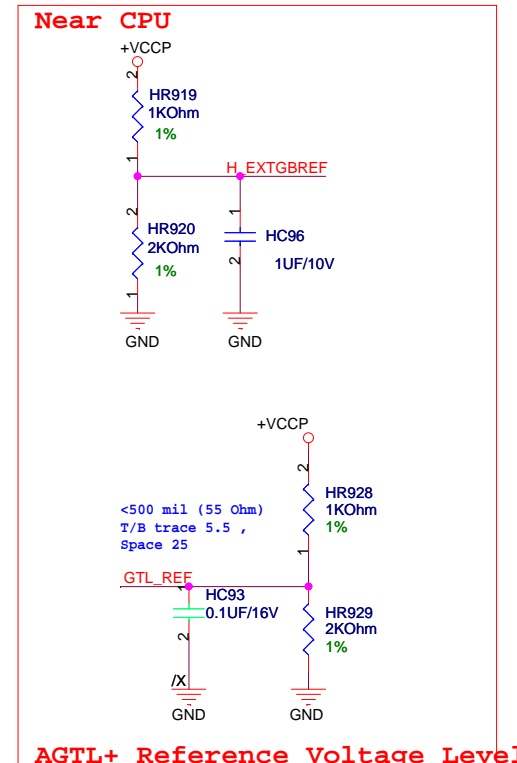 Near CPU
+VCCP
2
HR919
1KOhm
1%
1
H_EXTGBREF
2
HR920
2KOhm
1%
1
1
HC96
2
1UF/10V
GND
GND
+VCCP
2
HR928
1KOhm
1%
1
<500 mil (55 Ohm)
T/B trace 5.5 ,
Space 25
GTL_REF
1
HC93
0.1UF/16V
2
HR929
2KOhm
1%
/X
GND
GND
AGTL+ Reference Voltage Level